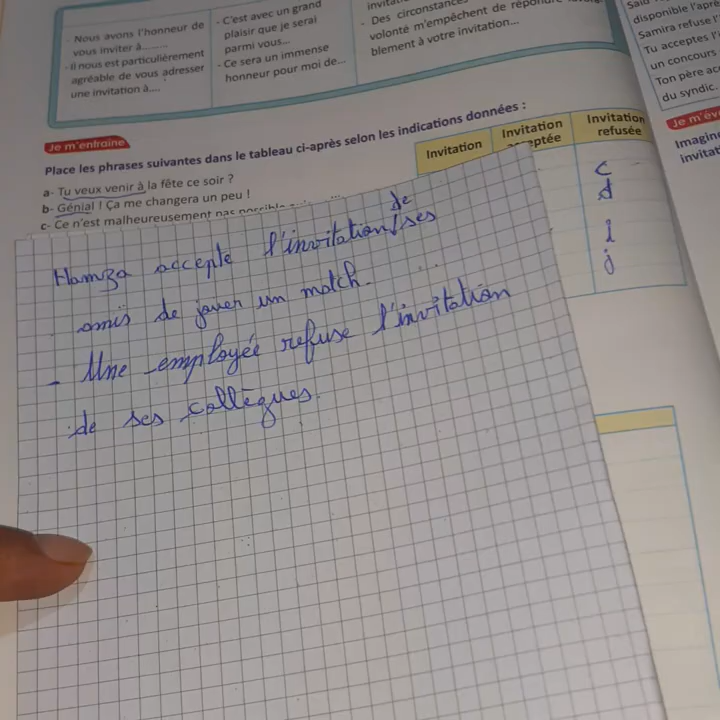 - Nous avons l'honneur de
vous inviter à.......
- Il nous est particulièrement
agréable de vous adresser
une invitation à....
- C'est avec un grand
plaisir que je serai
parmi vous...
- Ce sera un immense
honneur pour moi de...
- Des circonstances
volonté m'empêchent de répondre
blement à votre invitation...
disponible l'apr
Samira refuse l'
Tu acceptes l'
un concours
Ton père ac
du syndic.
Je m'év
Imagin
invitat
Je m'entraine
Place les phrases suivantes dans le tableau ci-après selon les indications données :
a- Tu veux venir à la fête ce soir ?
b- Génial ! Ça me changera un peu !
c- Ce n'est malheureusement pas possible
Invitation
Invitation
acceptée
Invitation
refusée
c
d
i
j
de
Hamza accepte l'invitation/ses
amis de jouer un match.
- Une employée refuse l'invitation
de ses collègues.